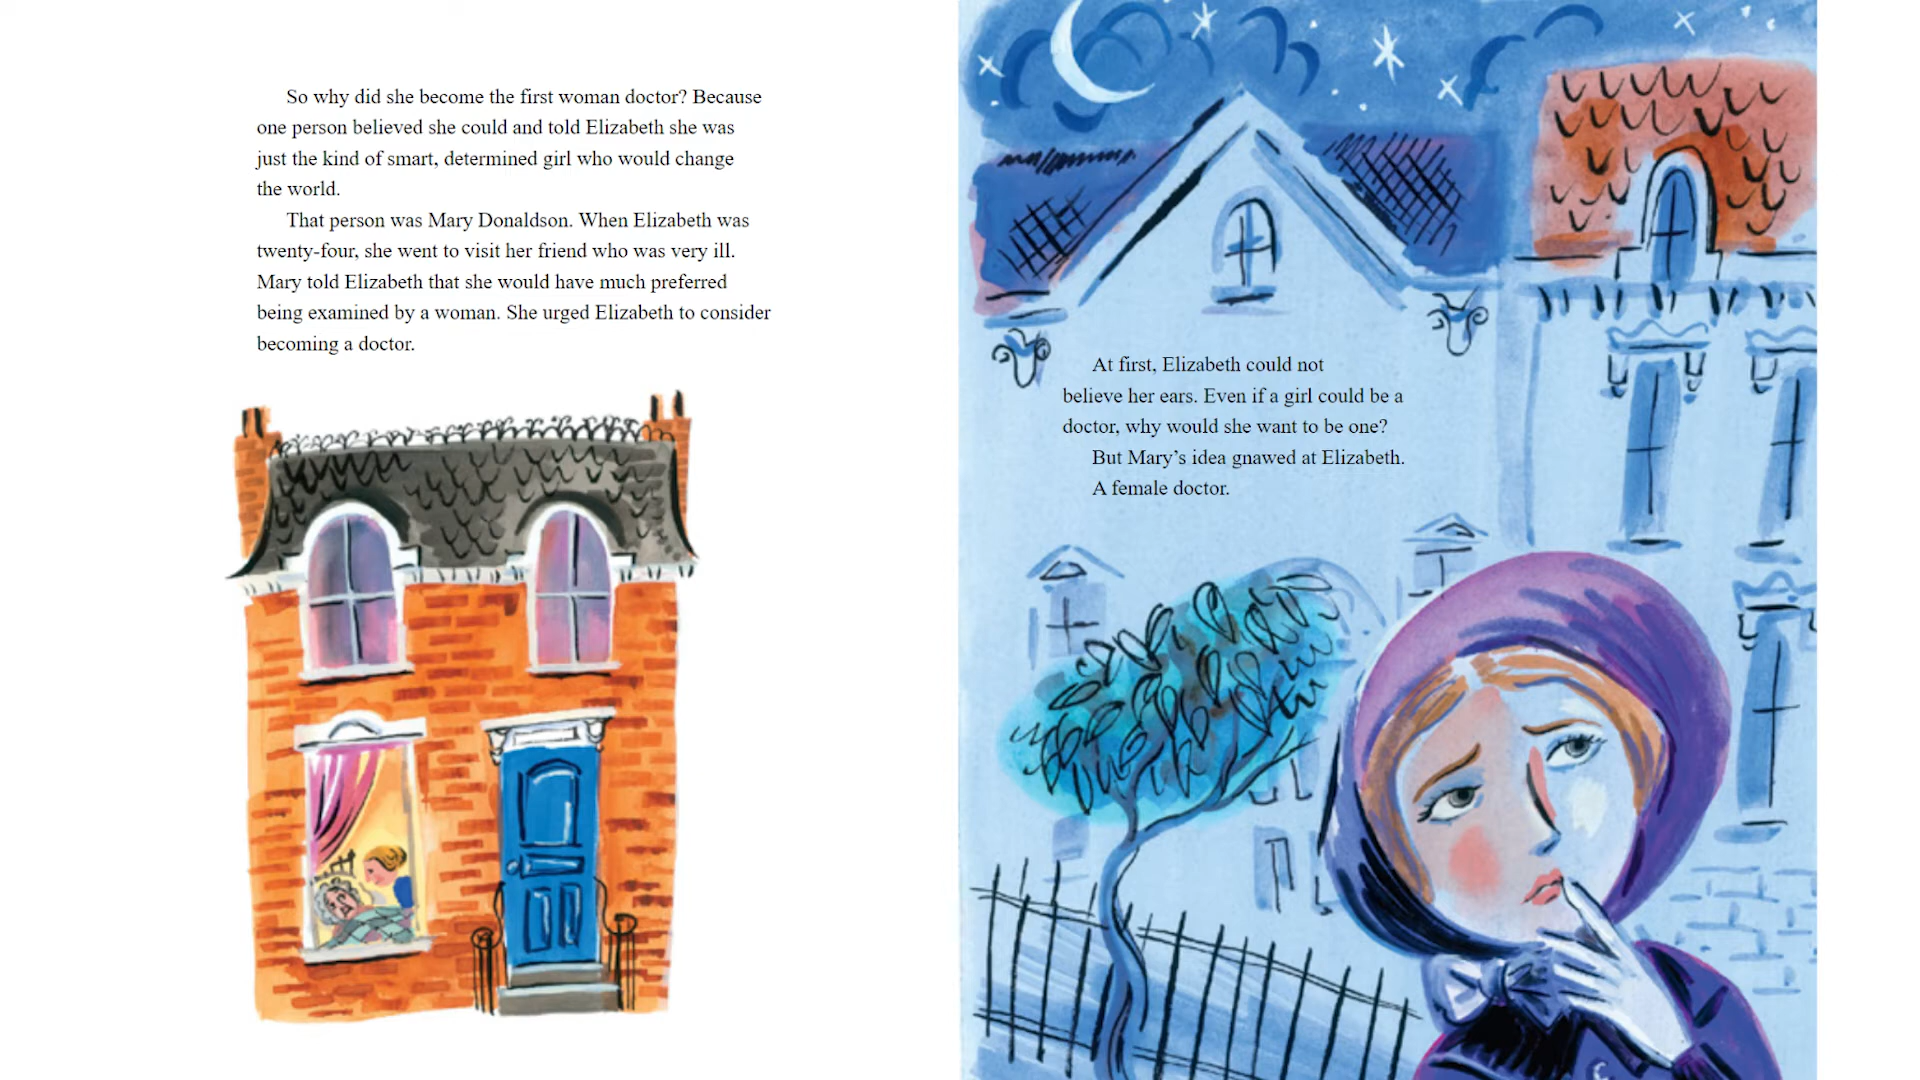 So why did she become the first woman doctor? Because
one person believed she could and told Elizabeth she was
just the kind of smart, determined girl who would change
the world.
That person was Mary Donaldson. When Elizabeth was
twenty-four, she went to visit her friend who was very ill.
Mary told Elizabeth that she would have much preferred
being examined by a woman. She urged Elizabeth to consider
becoming a doctor.
At first, Elizabeth could not
believe her ears. Even if a girl could be a
doctor, why would she want to be one?
But Mary’s idea gnawed at Elizabeth.
A female doctor.